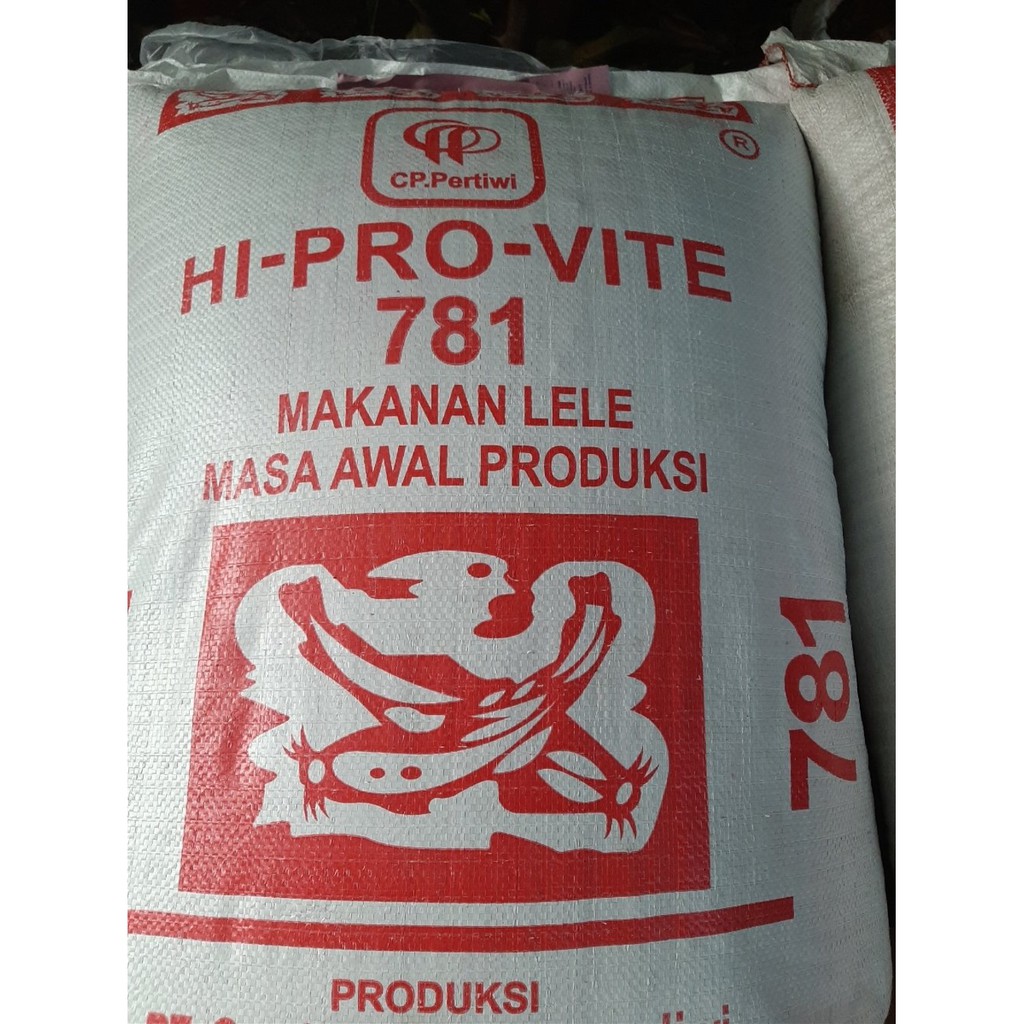 CP.Pertiwi
®
HI-PRO-VITE
781
MAKANAN LELE
MASA AWAL PRODUKSI
781
PRODUKSI